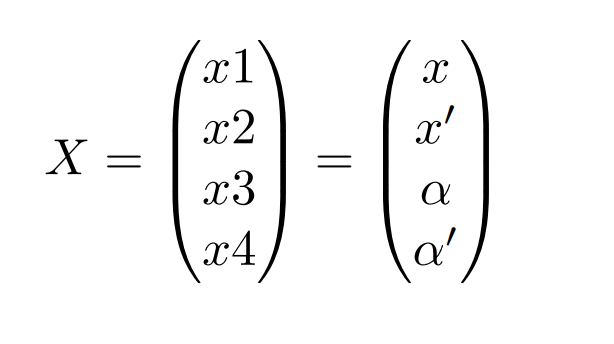 X = (x1 x2 x3 x4) = (x x′ α α′)